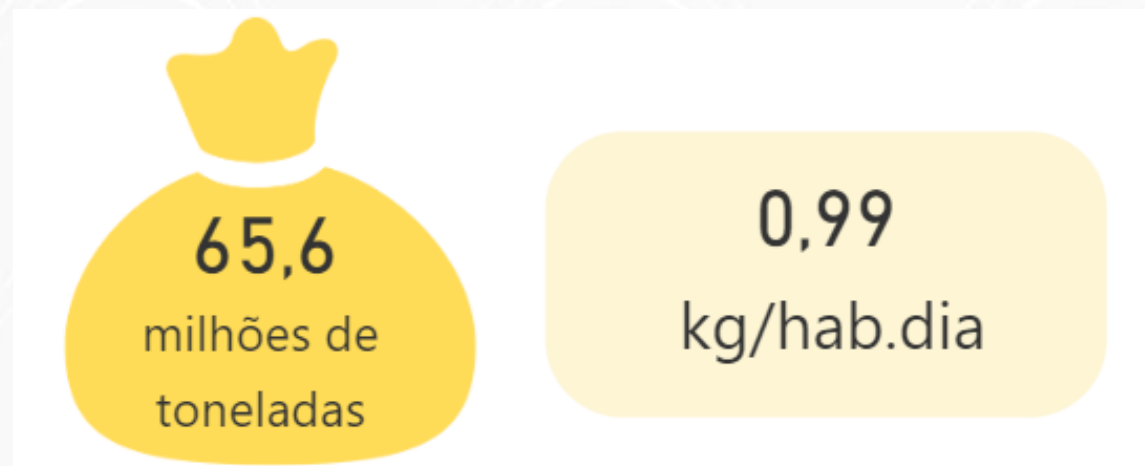 65,6
milhões de
toneladas
0,99
kg/hab.dia